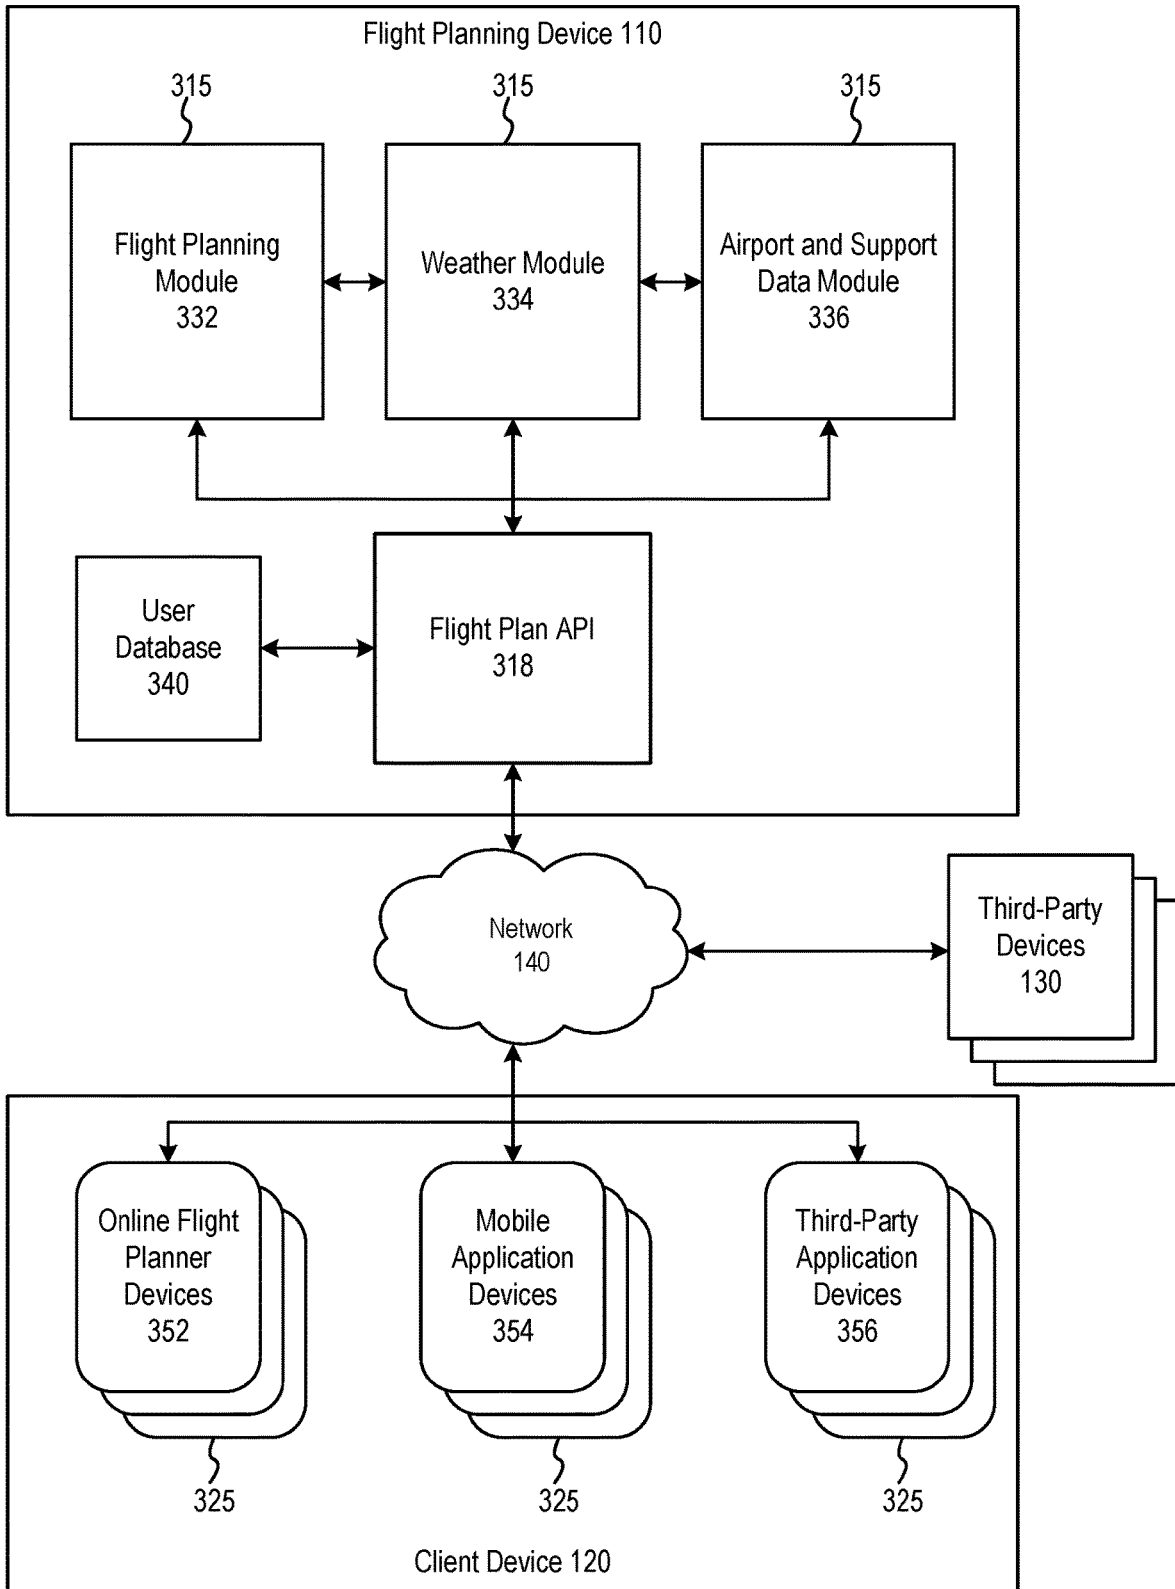 Flight Planning Device 110
315
315
315
Flight Planning
Module
332
Weather Module
334
Airport and Support
Data Module
336
User
Database
340
Flight Plan API
318
Network
140
Third-Party
Devices
130
Online Flight
Planner
Devices
352
Mobile
Application
Devices
354
Third-Party
Application
Devices
356
325
325
325
Client Device 120